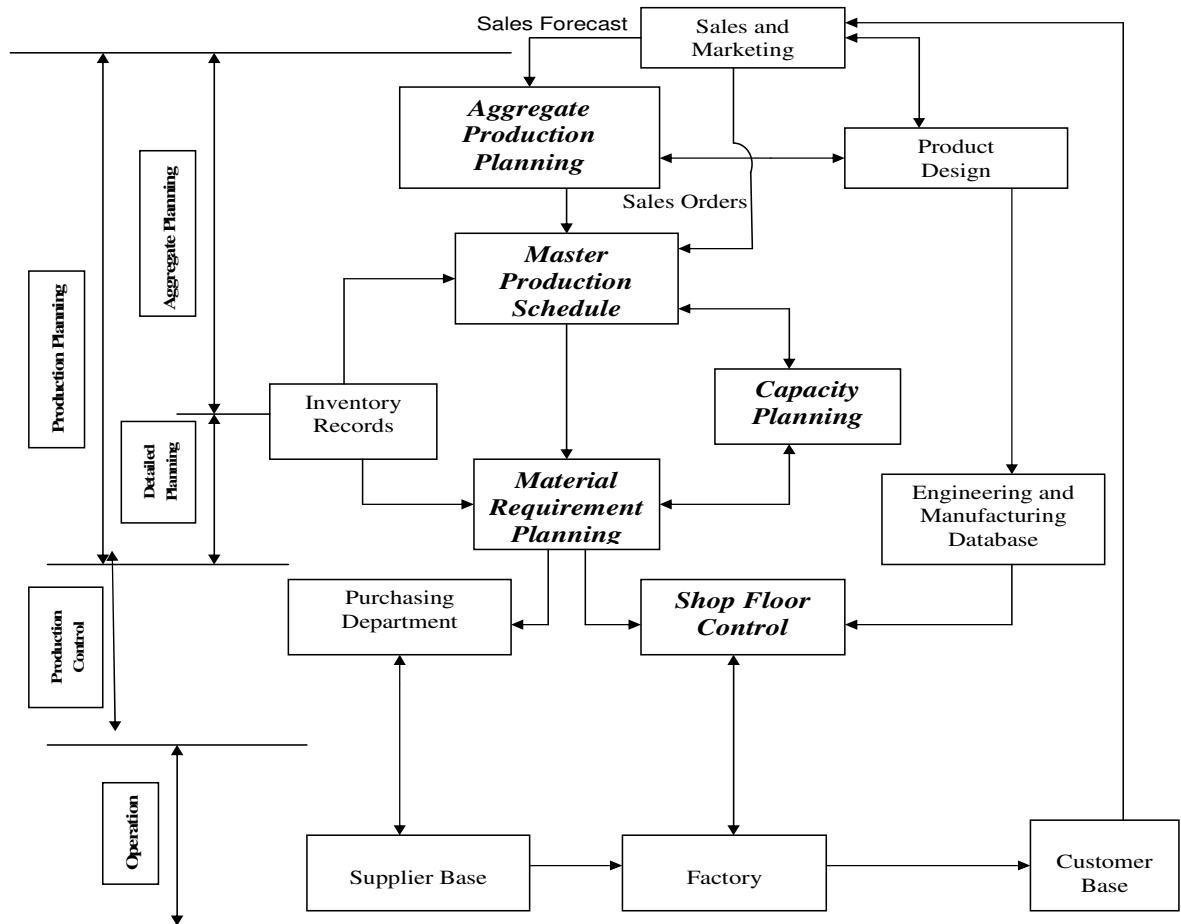 Sales Forecast
Sales and
Marketing
Aggregate
Production
Planning
Product
Design
Sales Orders
Master
Production
Schedule
Capacity
Planning
Inventory
Records
Material
Requirement
Planning
Engineering and
Manufacturing
Database
Purchasing
Department
Shop Floor
Control
Supplier Base
Factory
Customer
Base
Production Planning
Aggregate Planning
Detailed
Planning
Production
Control
Operation